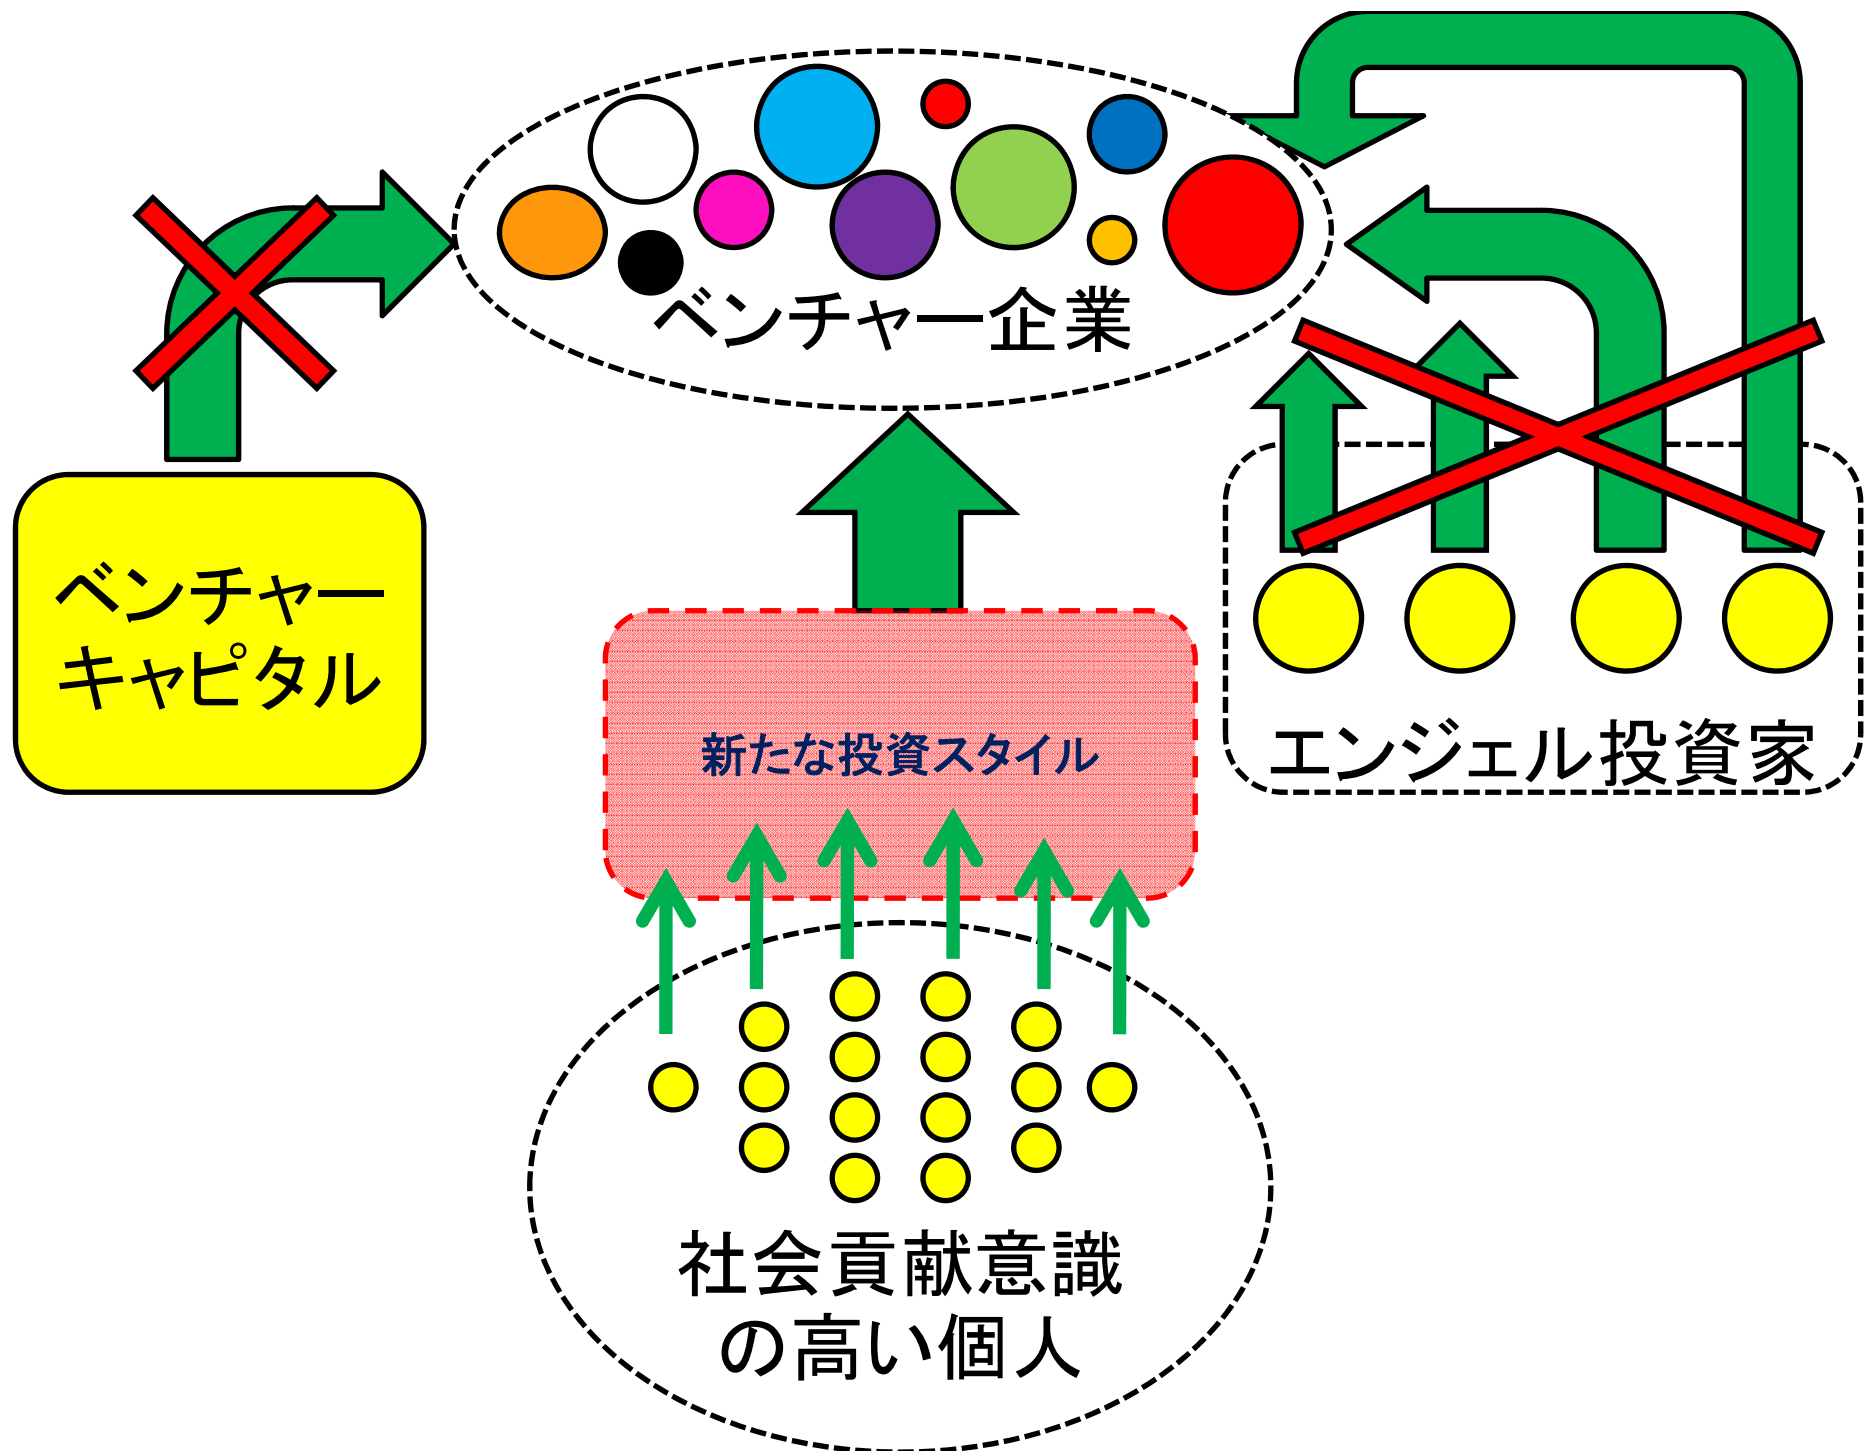 ベンチャー企業
ベンチャー
キャピタル
新たな投資スタイル
エンジェル投資家
社会貢献意識
の高い個人